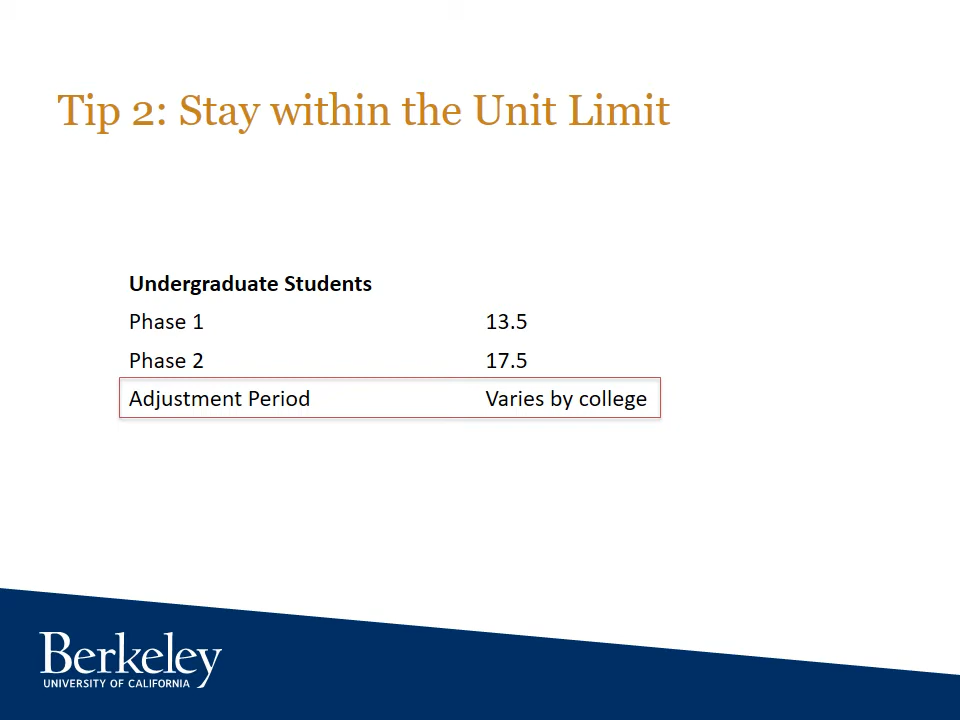 Tip 2: Stay within the Unit Limit
Undergraduate Students
Phase 1 13.5
Phase 2 17.5
Adjustment Period Varies by college
Berkeley
UNIVERSITY OF CALIFORNIA